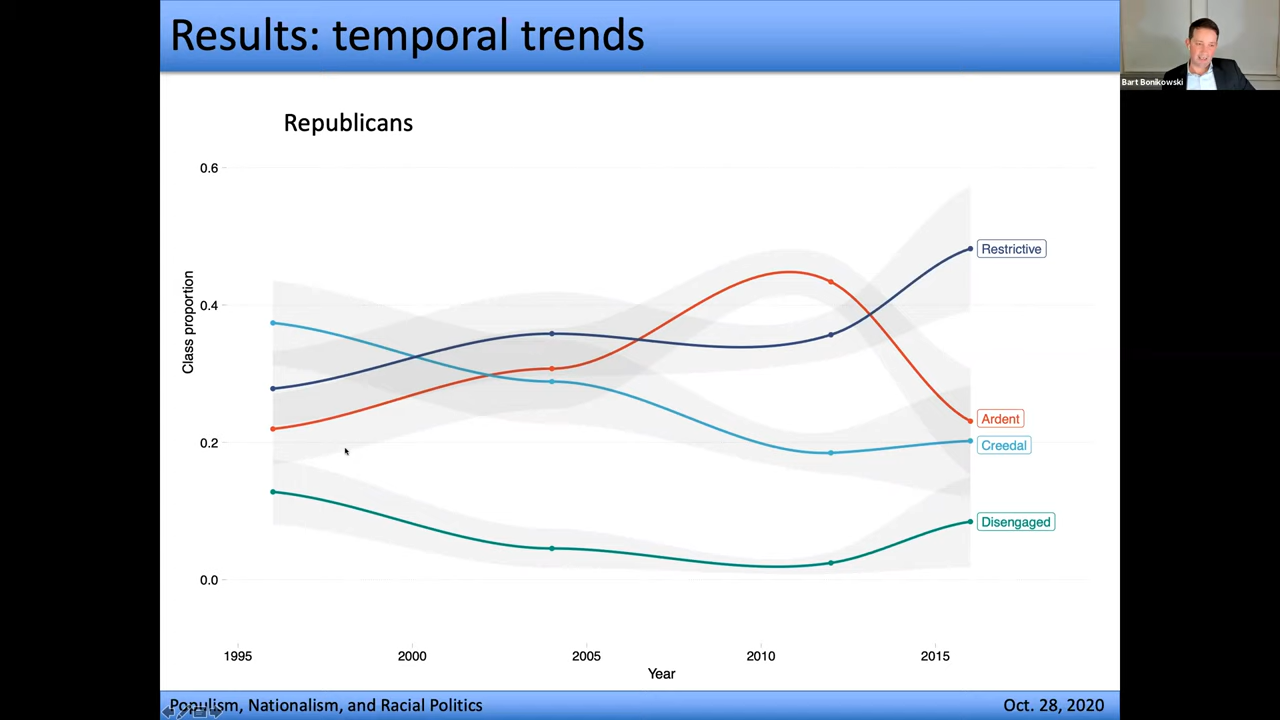 Results: temporal trends
Bart Bonikowski
Republicans
0.6
0.4
0.2
0.0
Class proportion
Restrictive
Ardent
Creedal
Disengaged
1995 2000 2005 2010 2015
Year
Populism, Nationalism, and Racial Politics
Oct. 28, 2020